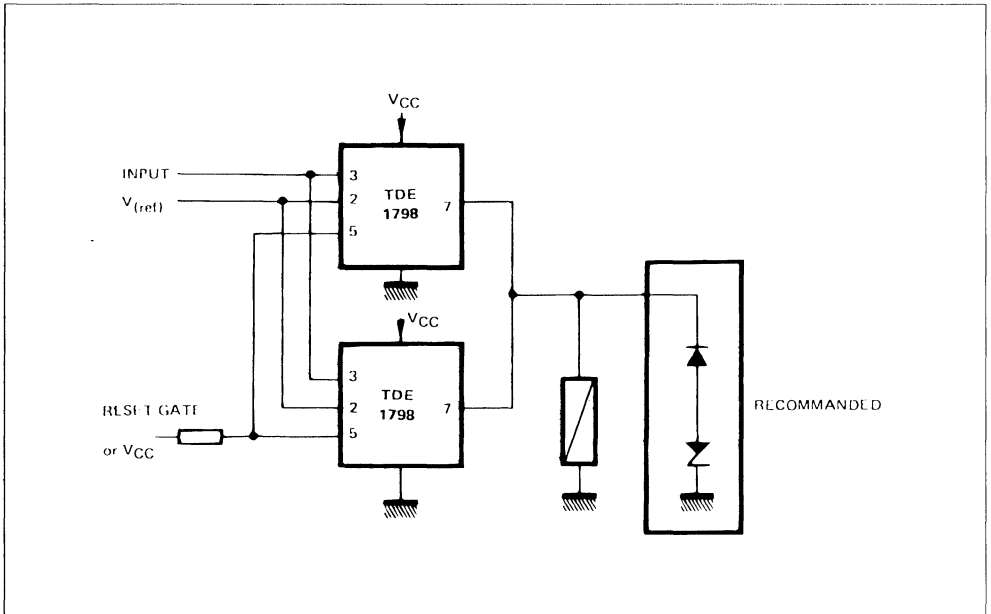 VCC
INPUT
V(ref)
3
2
5
TDE
1798
7
VCC
3
2
5
TDE
1798
7
RESET GATE
or VCC
RECOMMANDED